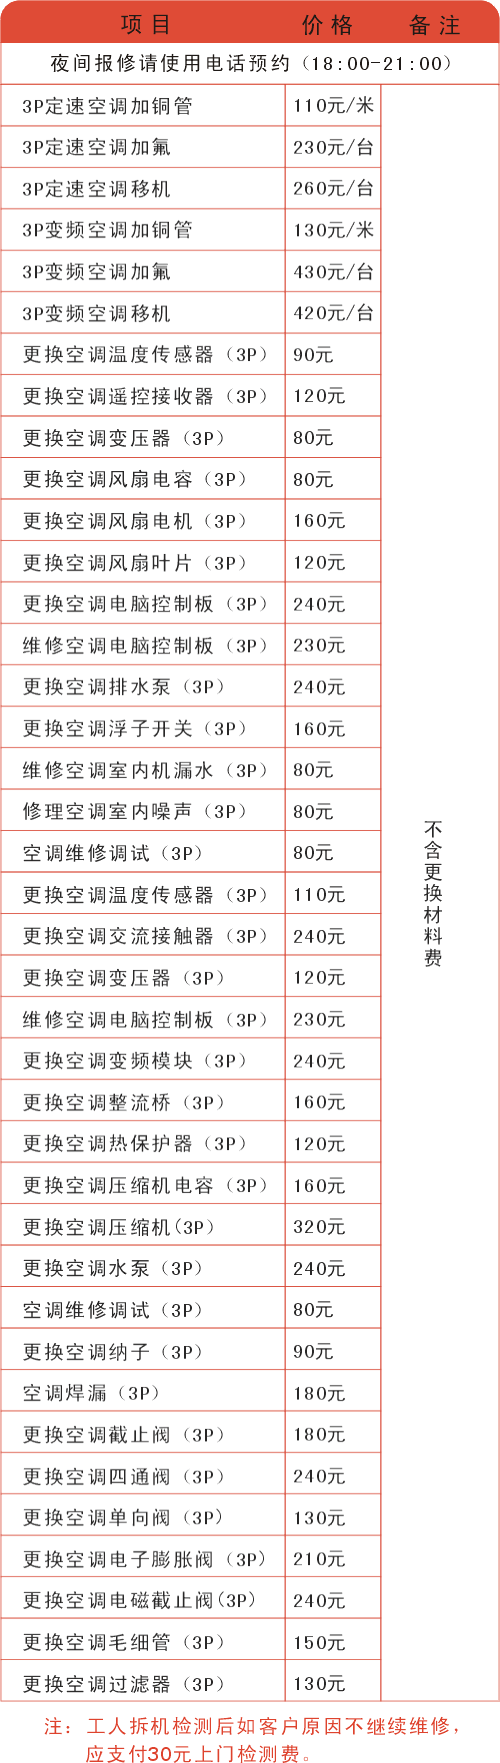 项目 价格 备注
夜间报修请使用电话预约（18:00-21:00）
3P定速空调加铜管 110元/米
3P定速空调加氟 230元/台
3P定速空调移机 260元/台
3P变频空调加铜管 130元/米
3P变频空调加氟 430元/台
3P变频空调移机 420元/台
更换空调温度传感器（3P） 90元
更换空调遥控接收器（3P） 120元
更换空调变压器（3P） 80元
更换空调风扇电容（3P） 80元
更换空调风扇电机（3P） 160元
更换空调风扇叶片（3P） 120元
更换空调电脑控制板（3P） 240元
维修空调电脑控制板（3P） 230元
更换空调排水泵（3P） 240元
更换空调浮子开关（3P） 160元
维修空调室内机漏水（3P） 80元
修理空调室内噪声（3P） 80元
空调维修调试（3P） 80元
更换空调温度传感器（3P） 110元
更换空调交流接触器（3P） 240元
更换空调变压器（3P） 120元
维修空调电脑控制板（3P） 230元
更换空调变频模块（3P） 240元
更换空调整流桥（3P） 160元
更换空调热保护器（3P） 120元
更换空调压缩机电容（3P） 160元
更换空调压缩机(3P) 320元
更换空调水泵（3P） 240元
空调维修调试（3P） 80元
更换空调纳子（3P） 90元
空调焊漏（3P） 180元
更换空调截止阀（3P） 180元
更换空调四通阀（3P） 240元
更换空调单向阀（3P） 130元
更换空调电子膨胀阀（3P） 210元
更换空调电磁截止阀(3P） 240元
更换空调毛细管（3P） 150元
更换空调过滤器（3P） 130元
不含更换材料费
注：工人拆机检测后如客户原因不继续维修，
应支付30元上门检测费。